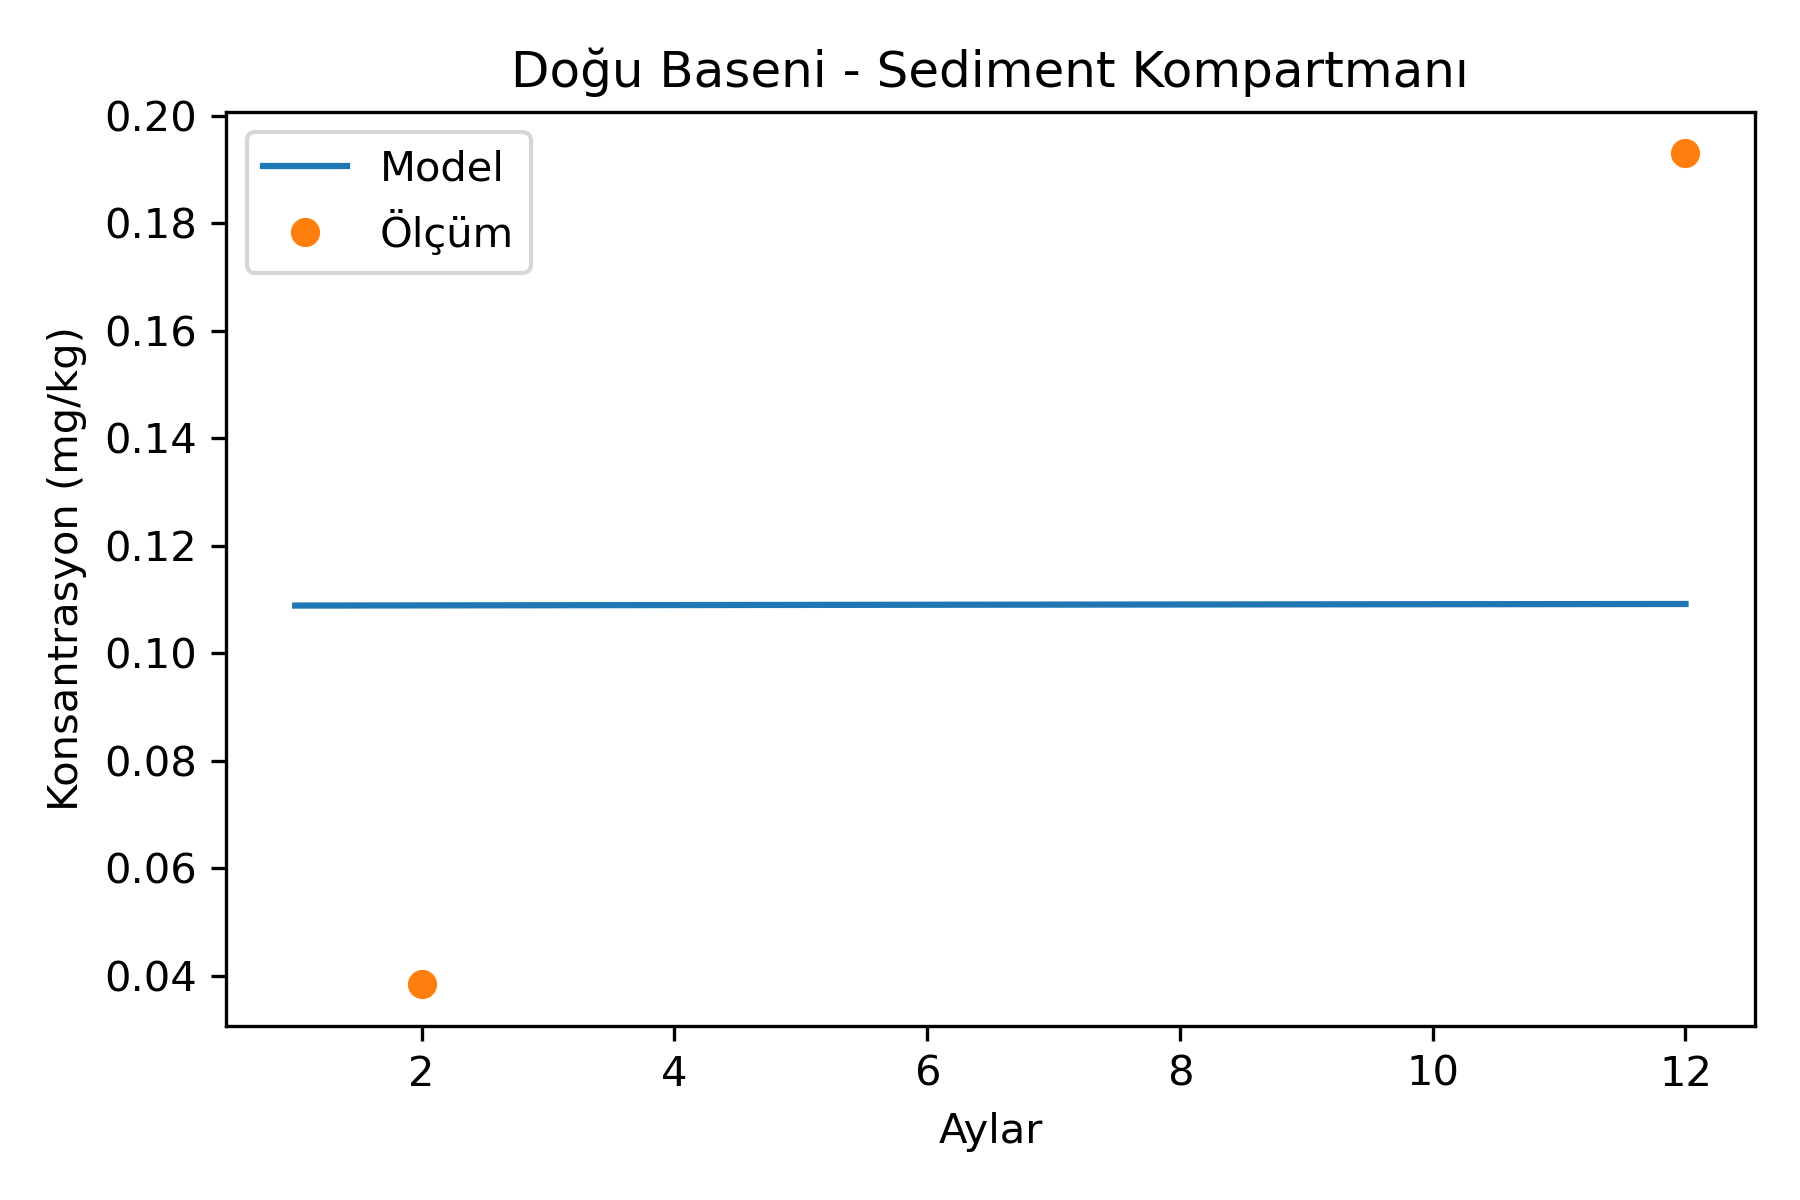 Doğu Baseni - Sediment Kompartmanı
Model
Ölçüm
Konsantrasyon (mg/kg)
0.20
0.18
0.16
0.14
0.12
0.10
0.08
0.06
0.04
2 4 6 8 10 12
Aylar